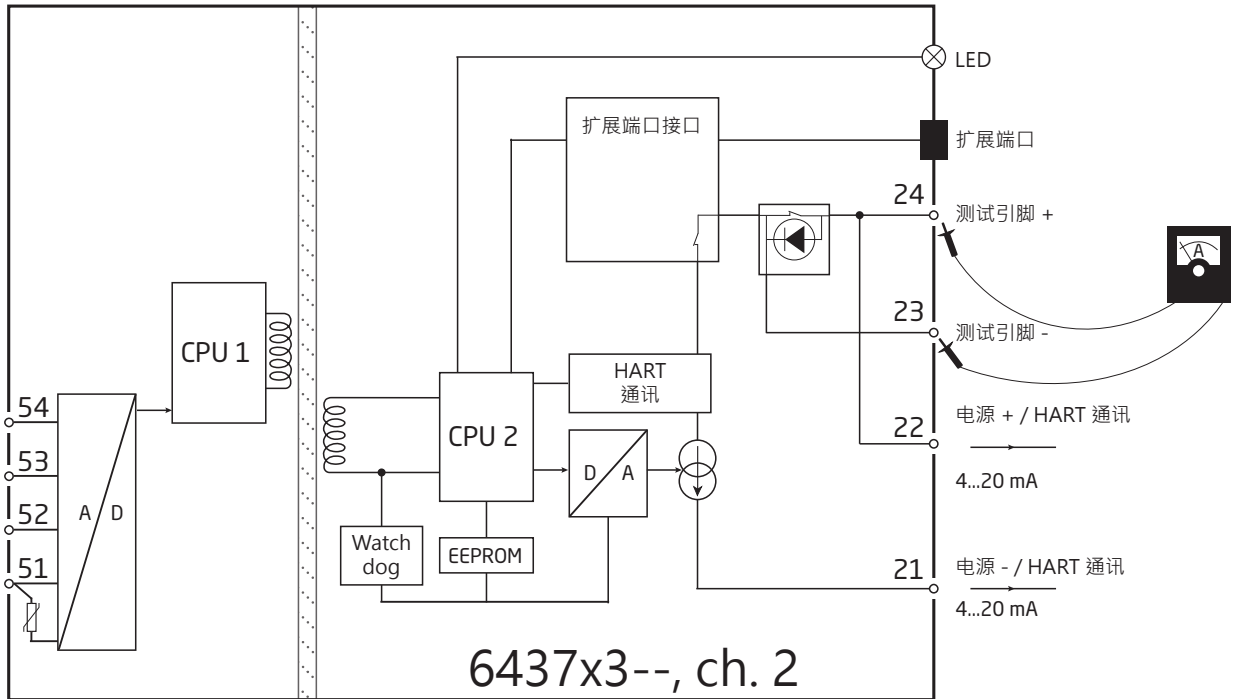 LED
扩展端口接口
扩展端口
24
测试引脚 +
A
23
测试引脚 -
CPU 1
HART
通讯
电源 + / HART 通讯
22
4...20 mA
54
53
52
51
A / D
CPU 2
D / A
Watch
dog
EEPROM
21
电源 - / HART 通讯
4...20 mA
6437x3--, ch. 2